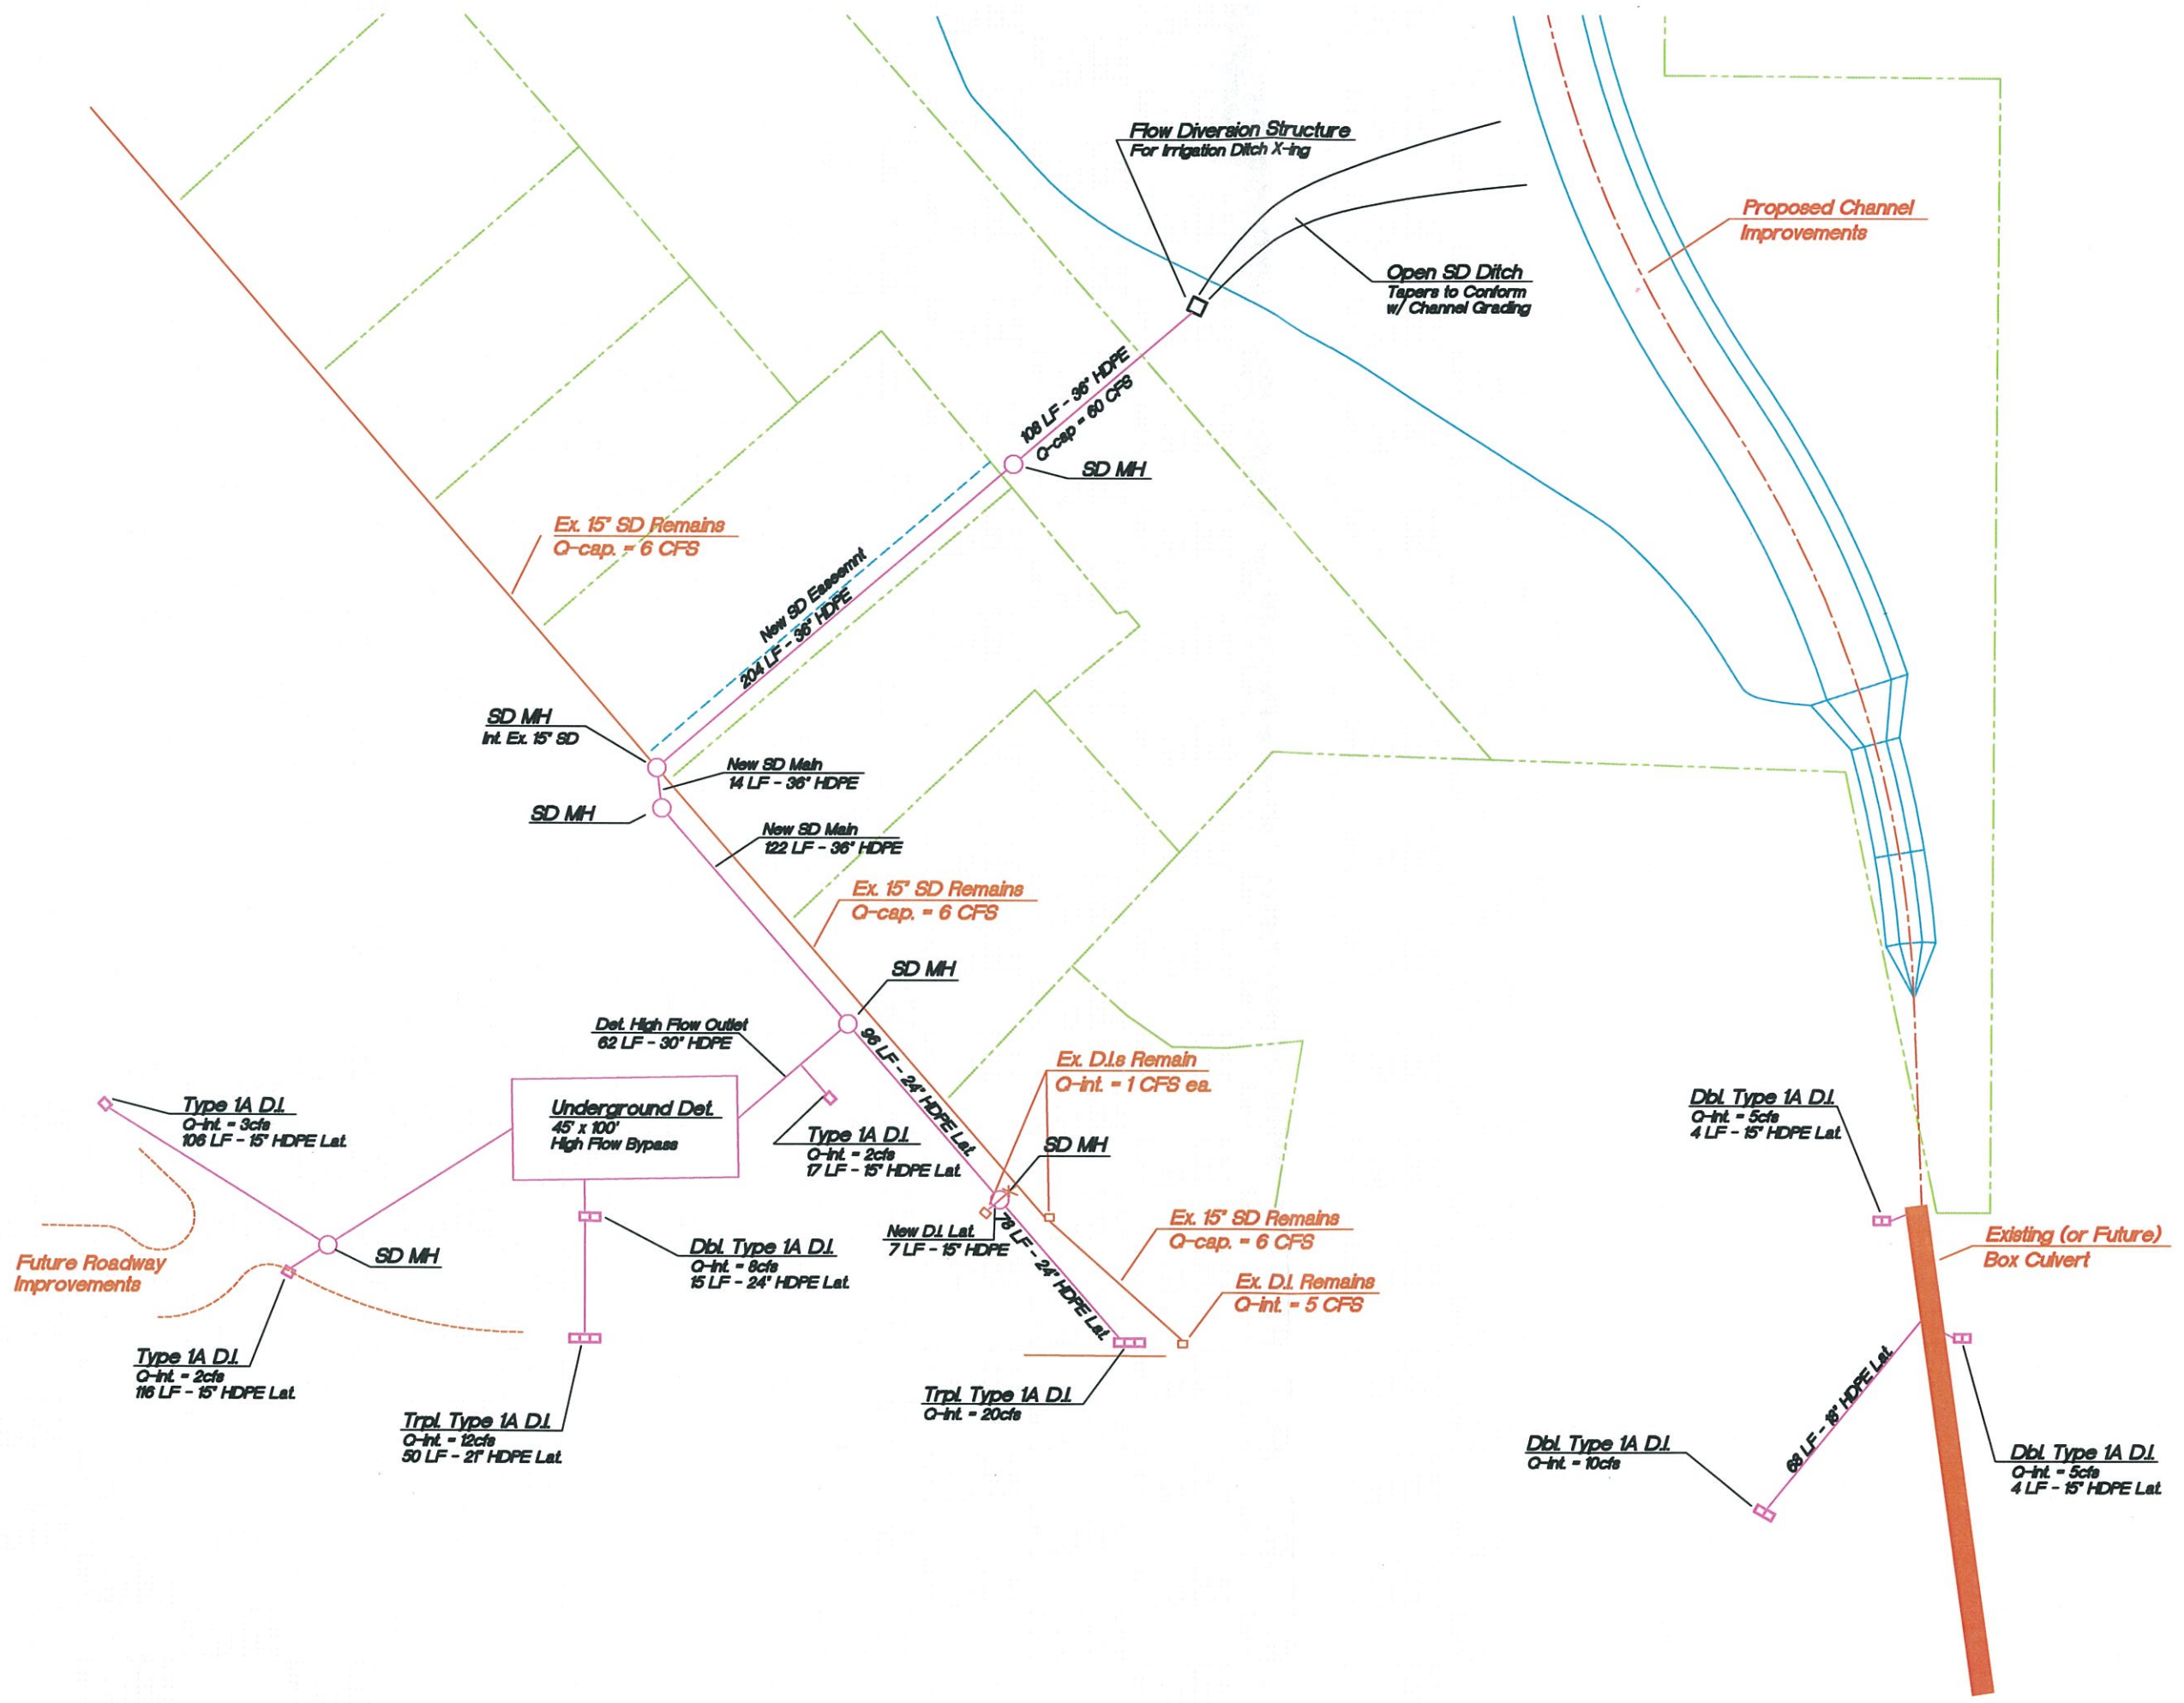 Flow Diversion Structure
For Irrigation Ditch X-ing
Proposed Channel
Improvements
Open SD Ditch
Tapers to Conform
w/ Channel Grading
108 LF - 36" HDPE
Q-cap = 60 CFS
SD MH
Ex. 15" SD Remains
Q-cap. = 6 CFS
New SD Easeemnt
204 LF - 36" HDPE
SD MH
Int. Ex. 15" SD
New SD Main
14 LF - 36" HDPE
SD MH
New SD Main
122 LF - 36" HDPE
Ex. 15" SD Remains
Q-cap. = 6 CFS
SD MH
Det. High Flow Outlet
62 LF - 30" HDPE
96 LF - 24" HDPE Lat.
Ex. D.I.s Remain
Q-int. = 1 CFS ea.
Type 1A D.I.
Q-int. = 3cfs
106 LF - 15" HDPE Lat.
Underground Det.
45' x 100'
High Flow Bypass
Type 1A D.I.
Q-int. = 2cfs
17 LF - 15" HDPE Lat.
SD MH
Dbl. Type 1A D.I.
Q-int. = 5cfs
4 LF - 15" HDPE Lat.
New D.I. Lat.
7 LF - 15" HDPE
78 LF - 24" HDPE Lat.
Ex. 15" SD Remains
Q-cap. = 6 CFS
Ex. D.I. Remains
Q-int. = 5 CFS
Future Roadway
Improvements
SD MH
Dbl. Type 1A D.I.
Q-int. = 8cfs
15 LF - 24" HDPE Lat.
Existing (or Future)
Box Culvert
Type 1A D.I.
Q-int. = 2cfs
116 LF - 15" HDPE Lat.
Trpl. Type 1A D.I.
Q-int. = 12cfs
50 LF - 21" HDPE Lat.
Trpl. Type 1A D.I.
Q-int. = 20cfs
68 LF - 18" HDPE Lat.
Dbl. Type 1A D.I.
Q-int. = 10cfs
Dbl. Type 1A D.I.
Q-int. = 5cfs
4 LF - 15" HDPE Lat.